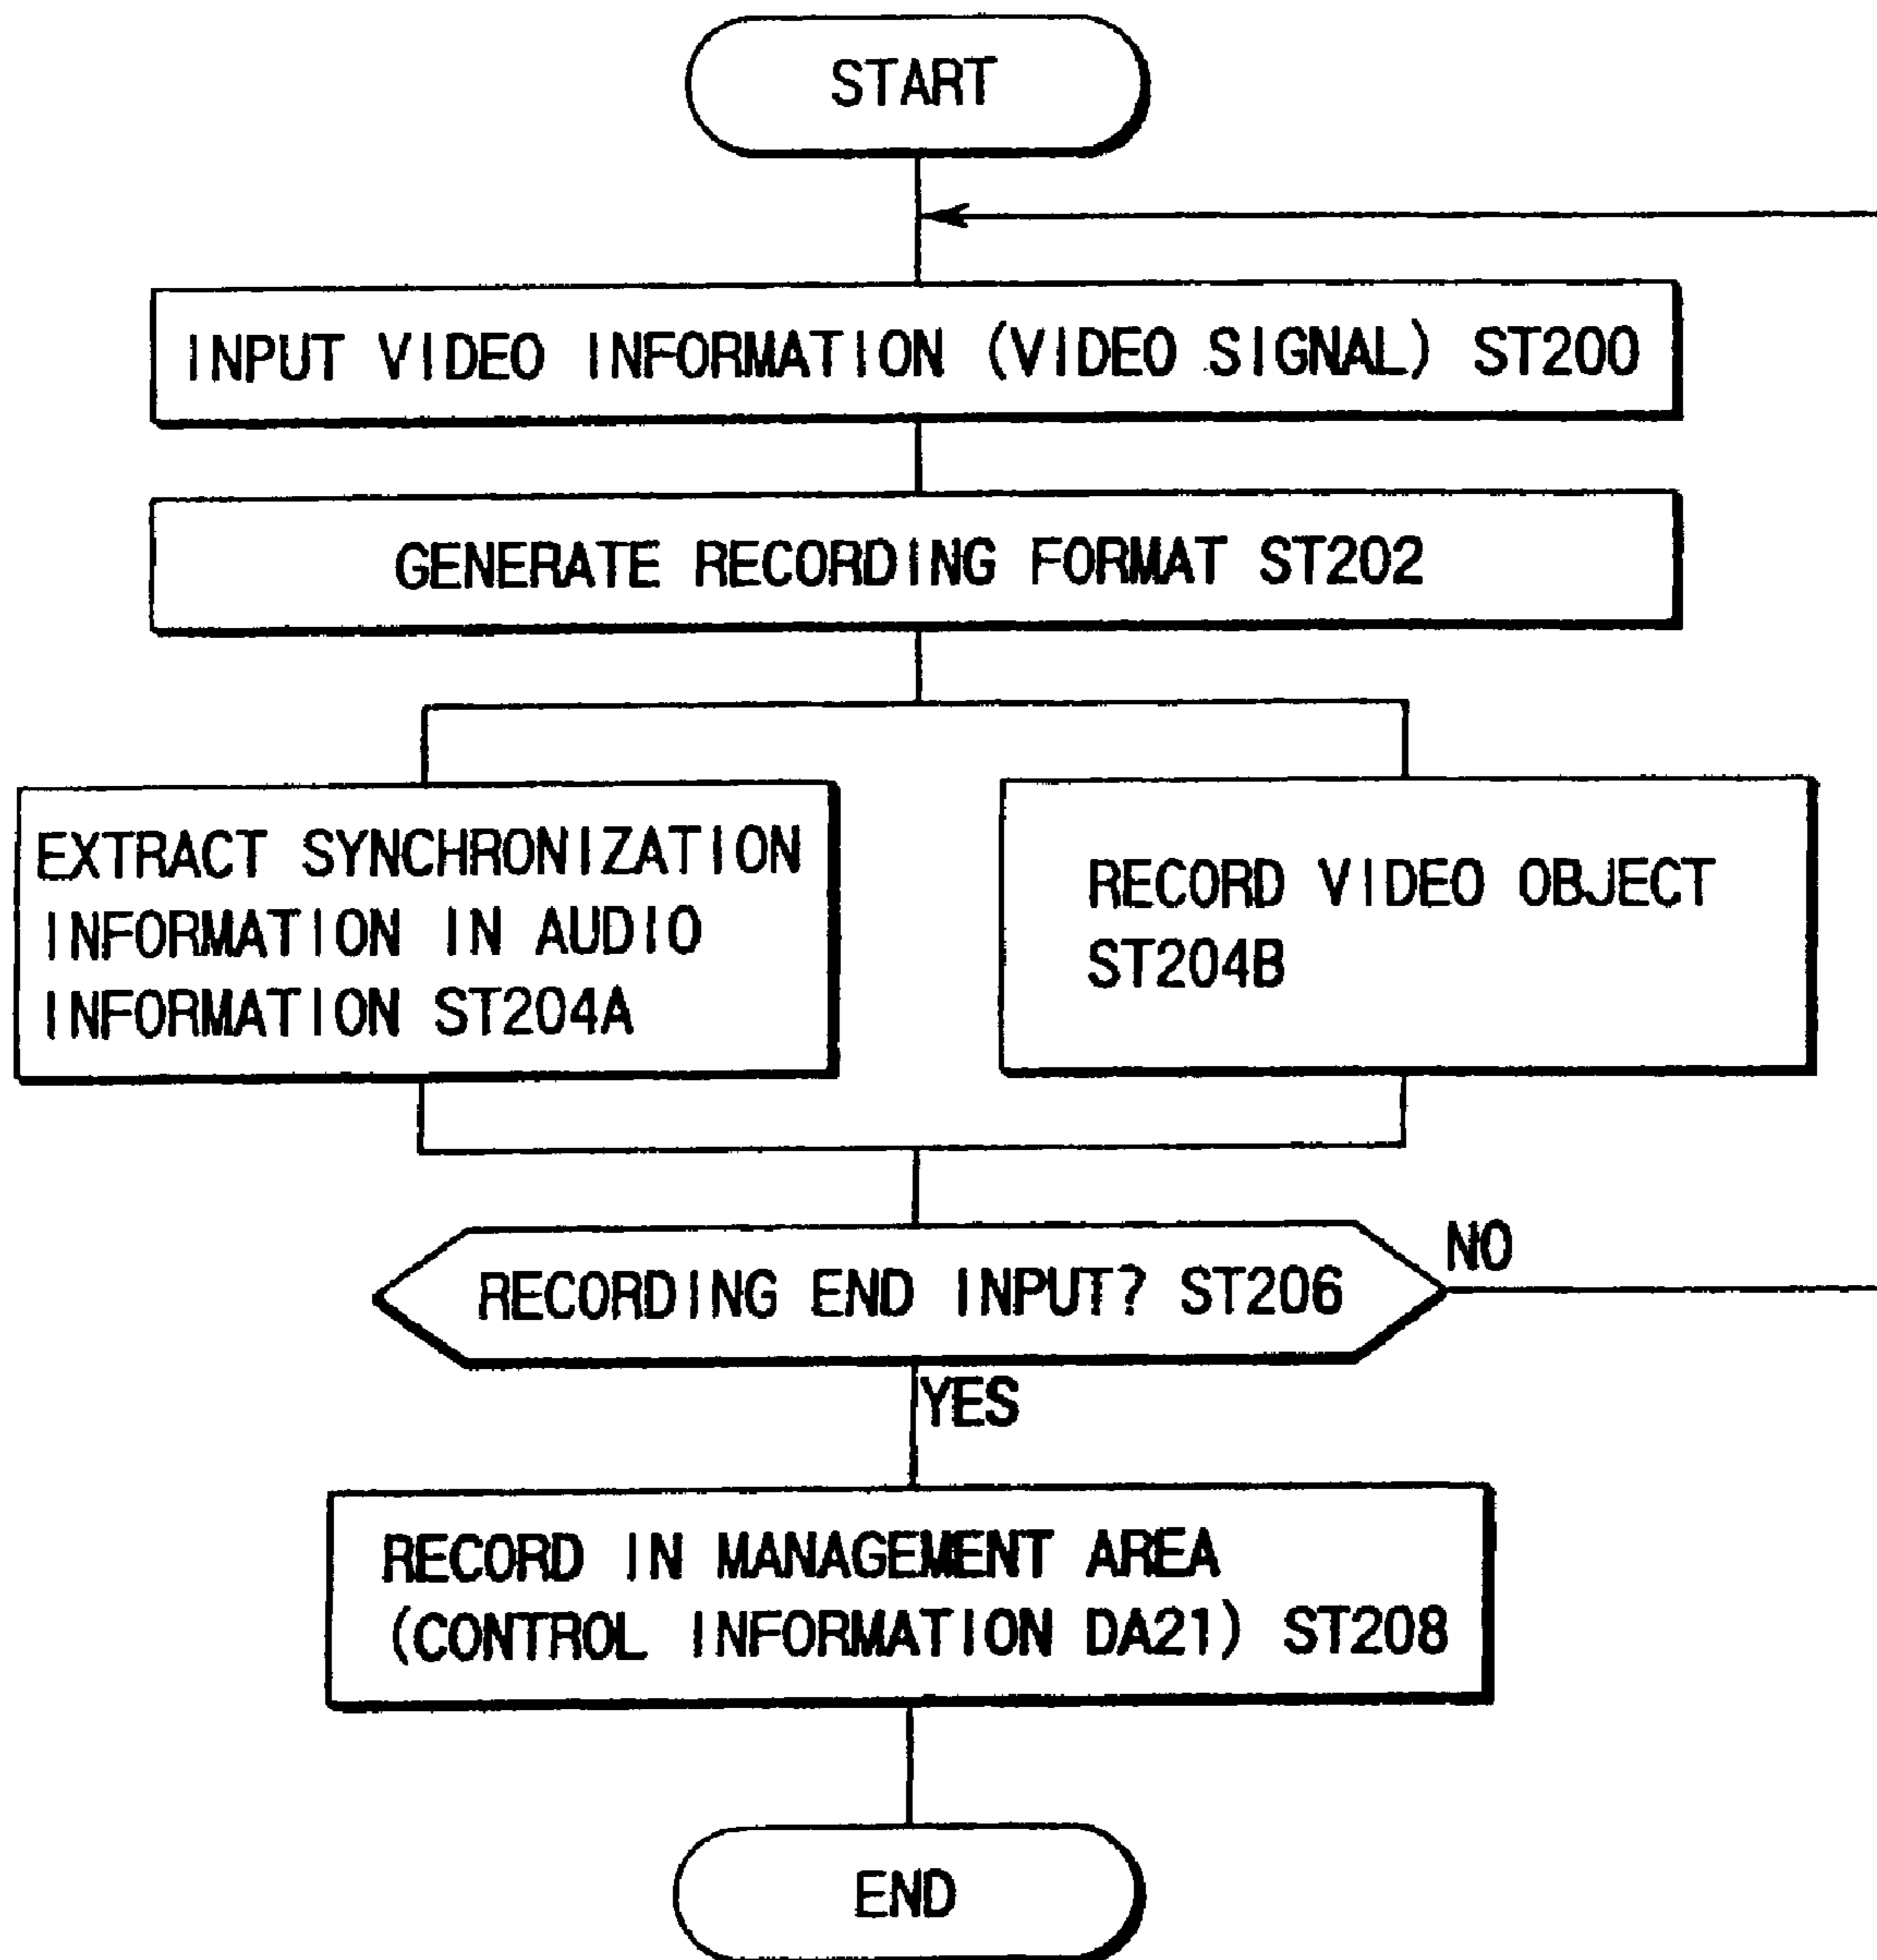 START
INPUT VIDEO INFORMATION (VIDEO SIGNAL) ST200
GENERATE RECORDING FORMAT ST202
EXTRACT SYNCHRONIZATION
INFORMATION IN AUDIO
INFORMATION ST204A
RECORD VIDEO OBJECT
ST204B
RECORDING END INPUT? ST206
NO
YES
RECORD IN MANAGEMENT AREA
(CONTROL INFORMATION DA21) ST208
END